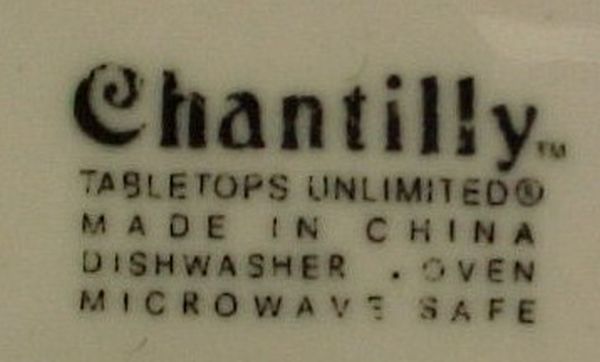 Chantilly™
TABLETOPS UNLIMITED®
MADE IN CHINA
DISHWASHER . OVEN
MICROWAVE SAFE